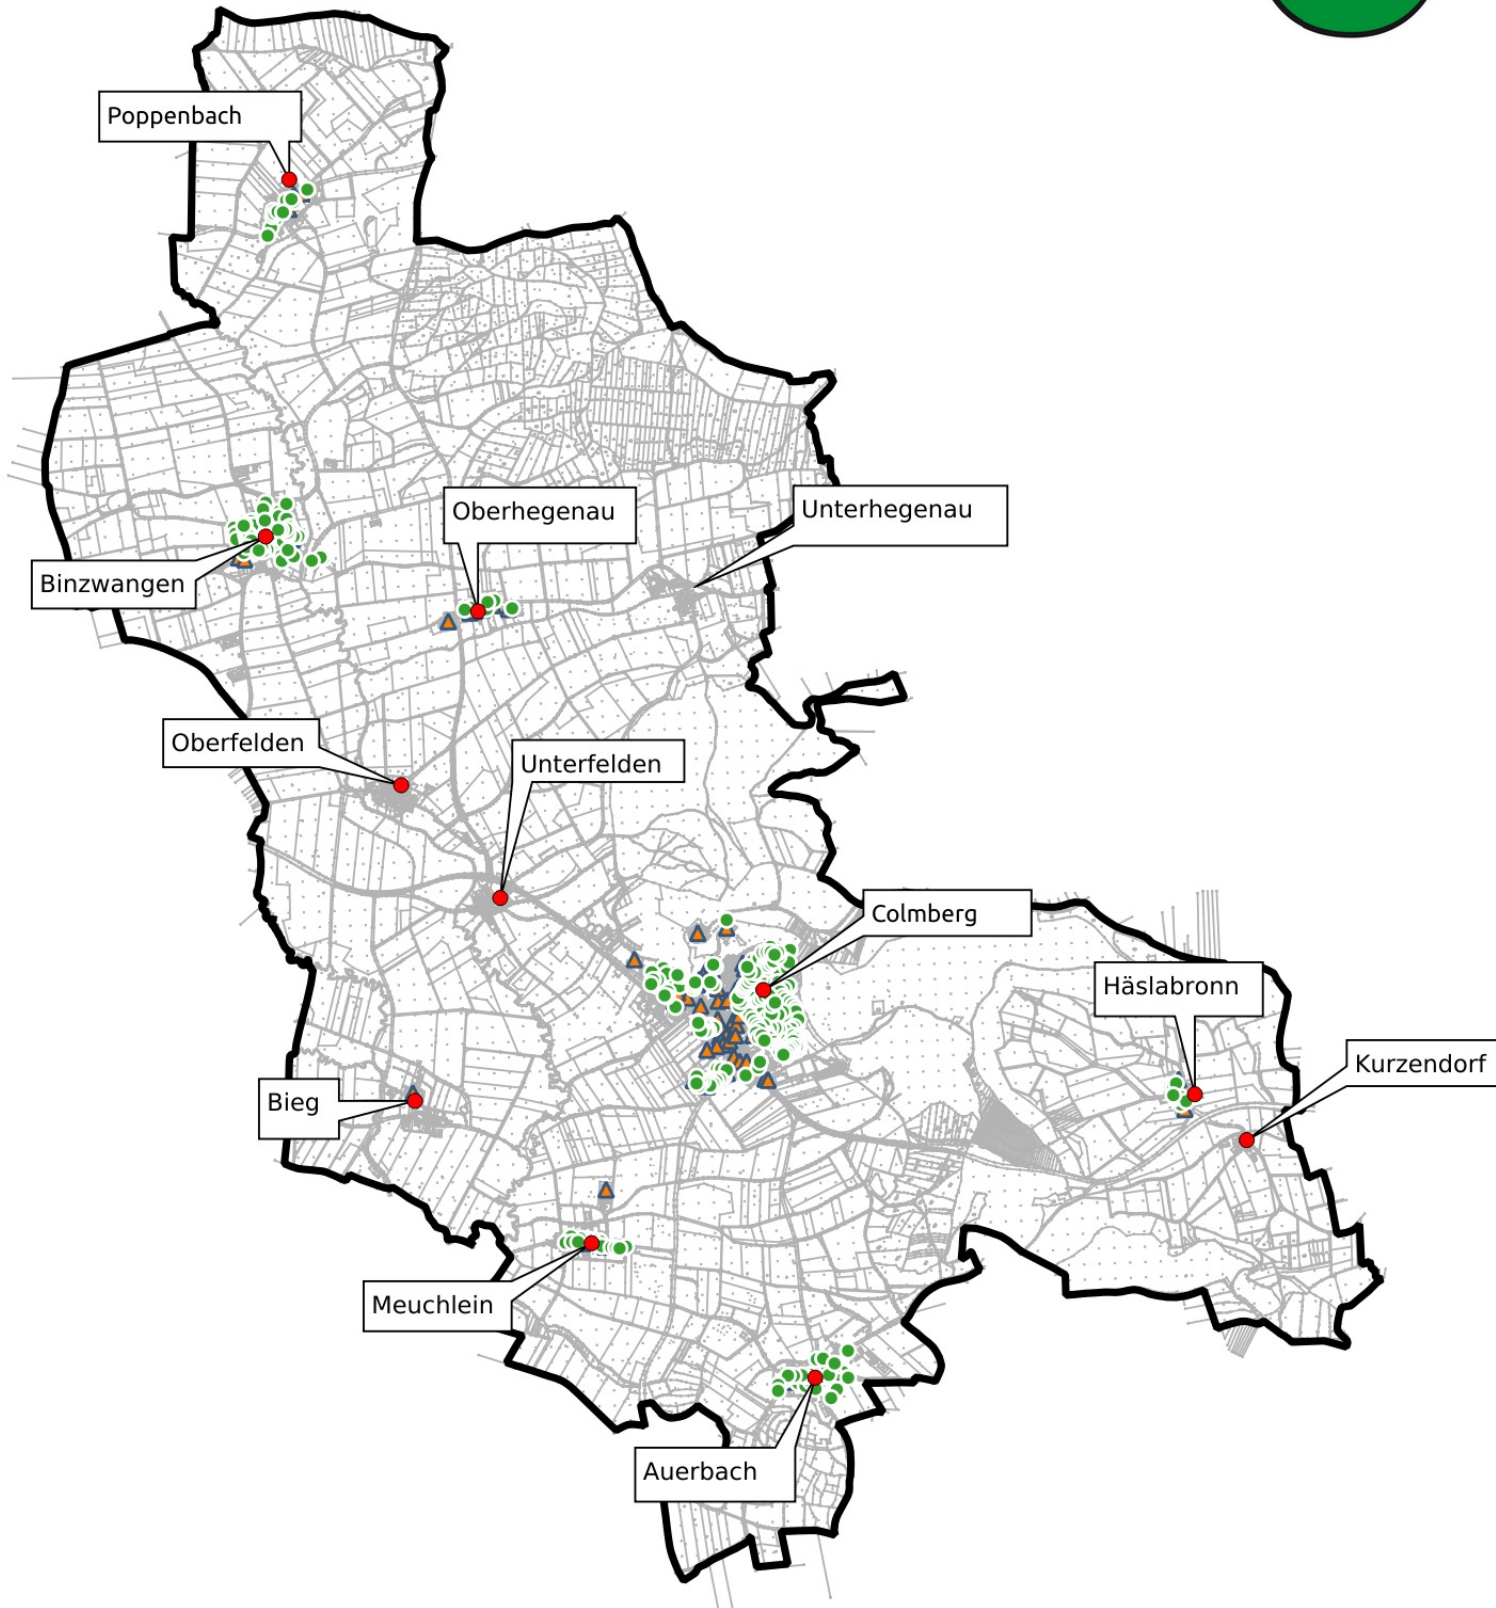 Poppenbach
Oberhegenau
Unterhegenau
Binzwangen
Oberfelden
Unterfelden
Colmberg
Häslabronn
Kurzendorf
Bieg
Meuchlein
Auerbach